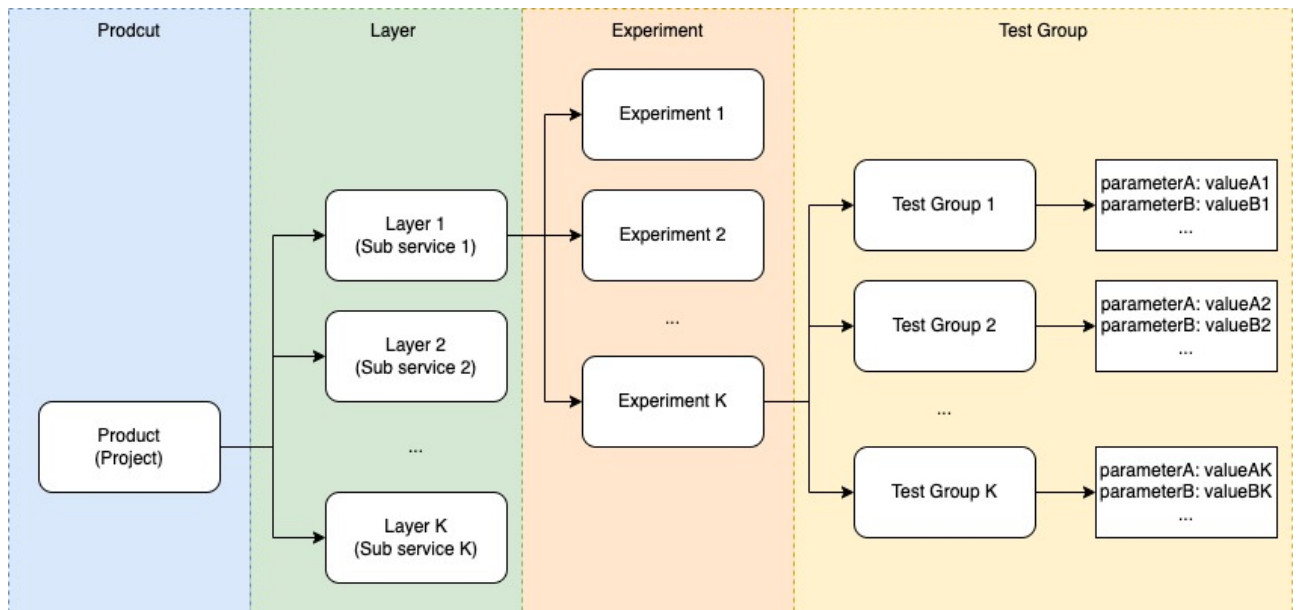 Prodcut
Layer
Experiment
Test Group
Product
(Project)
Layer 1
(Sub service 1)
Layer 2
(Sub service 2)
...
Layer K
(Sub service K)
Experiment 1
Experiment 2
...
Experiment K
Test Group 1
Test Group 2
...
Test Group K
parameterA: valueA1
parameterB: valueB1
...
parameterA: valueA2
parameterB: valueB2
...
parameterA: valueAK
parameterB: valueBK
...